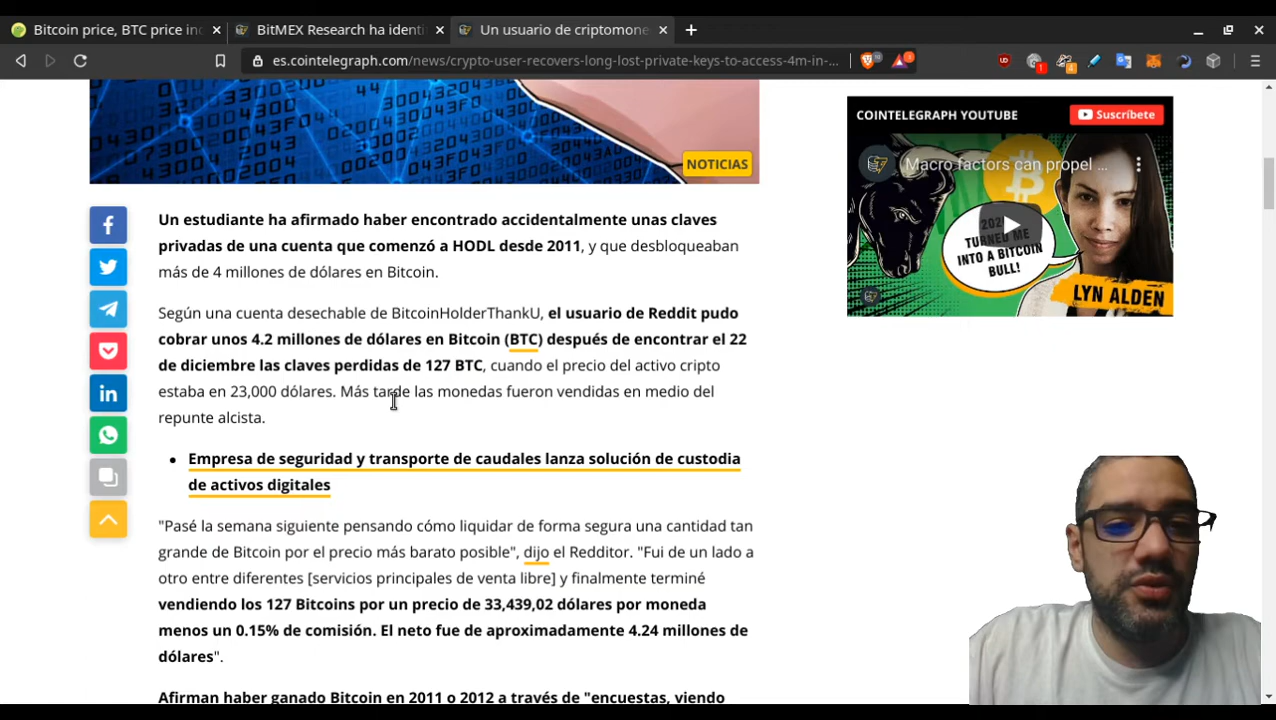 Bitcoin price, BTC price in
BitMEX Research ha identi
Un usuario de criptomone
es.cointelegraph.com/news/crypto-user-recovers-long-lost-private-keys-to-access-4m-in-...
NOTICIAS
COINTELEGRAPH YOUTUBE
Suscríbete
Macro factors can propel ...
TURNED ME
INTO A BITCOIN
BULL!
LYN ALDEN
Un estudiante ha afirmado haber encontrado accidentalmente unas claves
privadas de una cuenta que comenzó a HODL desde 2011, y que desbloqueaban
más de 4 millones de dólares en Bitcoin.
Según una cuenta desechable de BitcoinHolderThankU, el usuario de Reddit pudo
cobrar unos 4.2 millones de dólares en Bitcoin (BTC) después de encontrar el 22
de diciembre las claves perdidas de 127 BTC, cuando el precio del activo cripto
estaba en 23,000 dólares. Más tarde las monedas fueron vendidas en medio del
repunte alcista.
• Empresa de seguridad y transporte de caudales lanza solución de custodia
de activos digitales
"Pasé la semana siguiente pensando cómo liquidar de forma segura una cantidad tan
grande de Bitcoin por el precio más barato posible", dijo el Redditor. "Fui de un lado a
otro entre diferentes [servicios principales de venta libre] y finalmente terminé
vendiendo los 127 Bitcoins por un precio de 33,439,02 dólares por moneda
menos un 0.15% de comisión. El neto fue de aproximadamente 4.24 millones de
dólares".
Afirman haber ganado Bitcoin en 2011 o 2012 a través de "encuestas, viendo